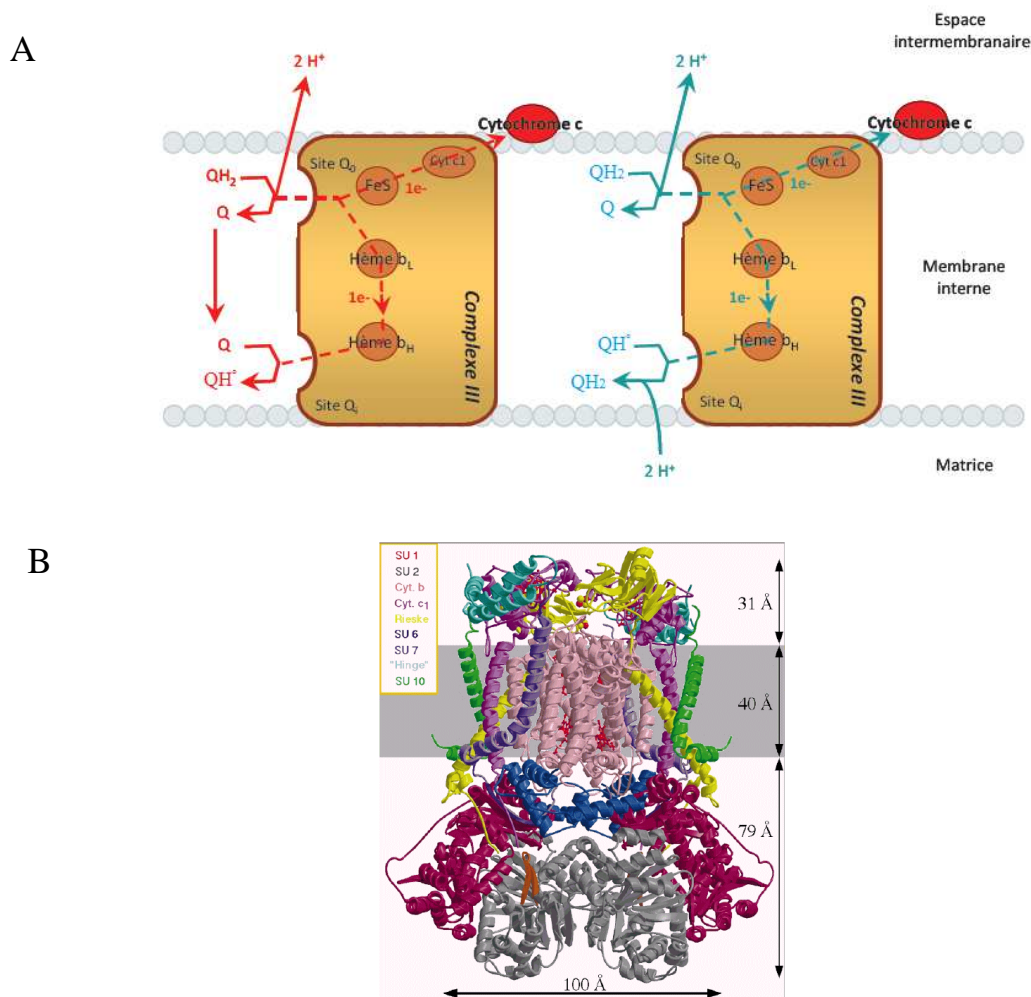 A
Espace
intermembranaire
2 H⁺
2 H⁺
Cytochrome c
Cytochrome c
Site Q₀
Cyt c1
QH₂
FeS
1e-
Q
Hème bL
1e-
Hème bH
Q
QH°
Site Qi
Complexe III
Site Q₀
Cyt c1
QH₂
FeS
1e-
Q
Hème bL
1e-
Hème bH
QH°
QH₂
Site Qi
Complexe III
2 H⁺
Membrane
interne
Matrice
B
SU 1
SU 2
Cyt. b
Cyt. c₁
Rieske
SU 6
SU 7
"Hinge"
SU 10
31 Å
40 Å
79 Å
100 Å